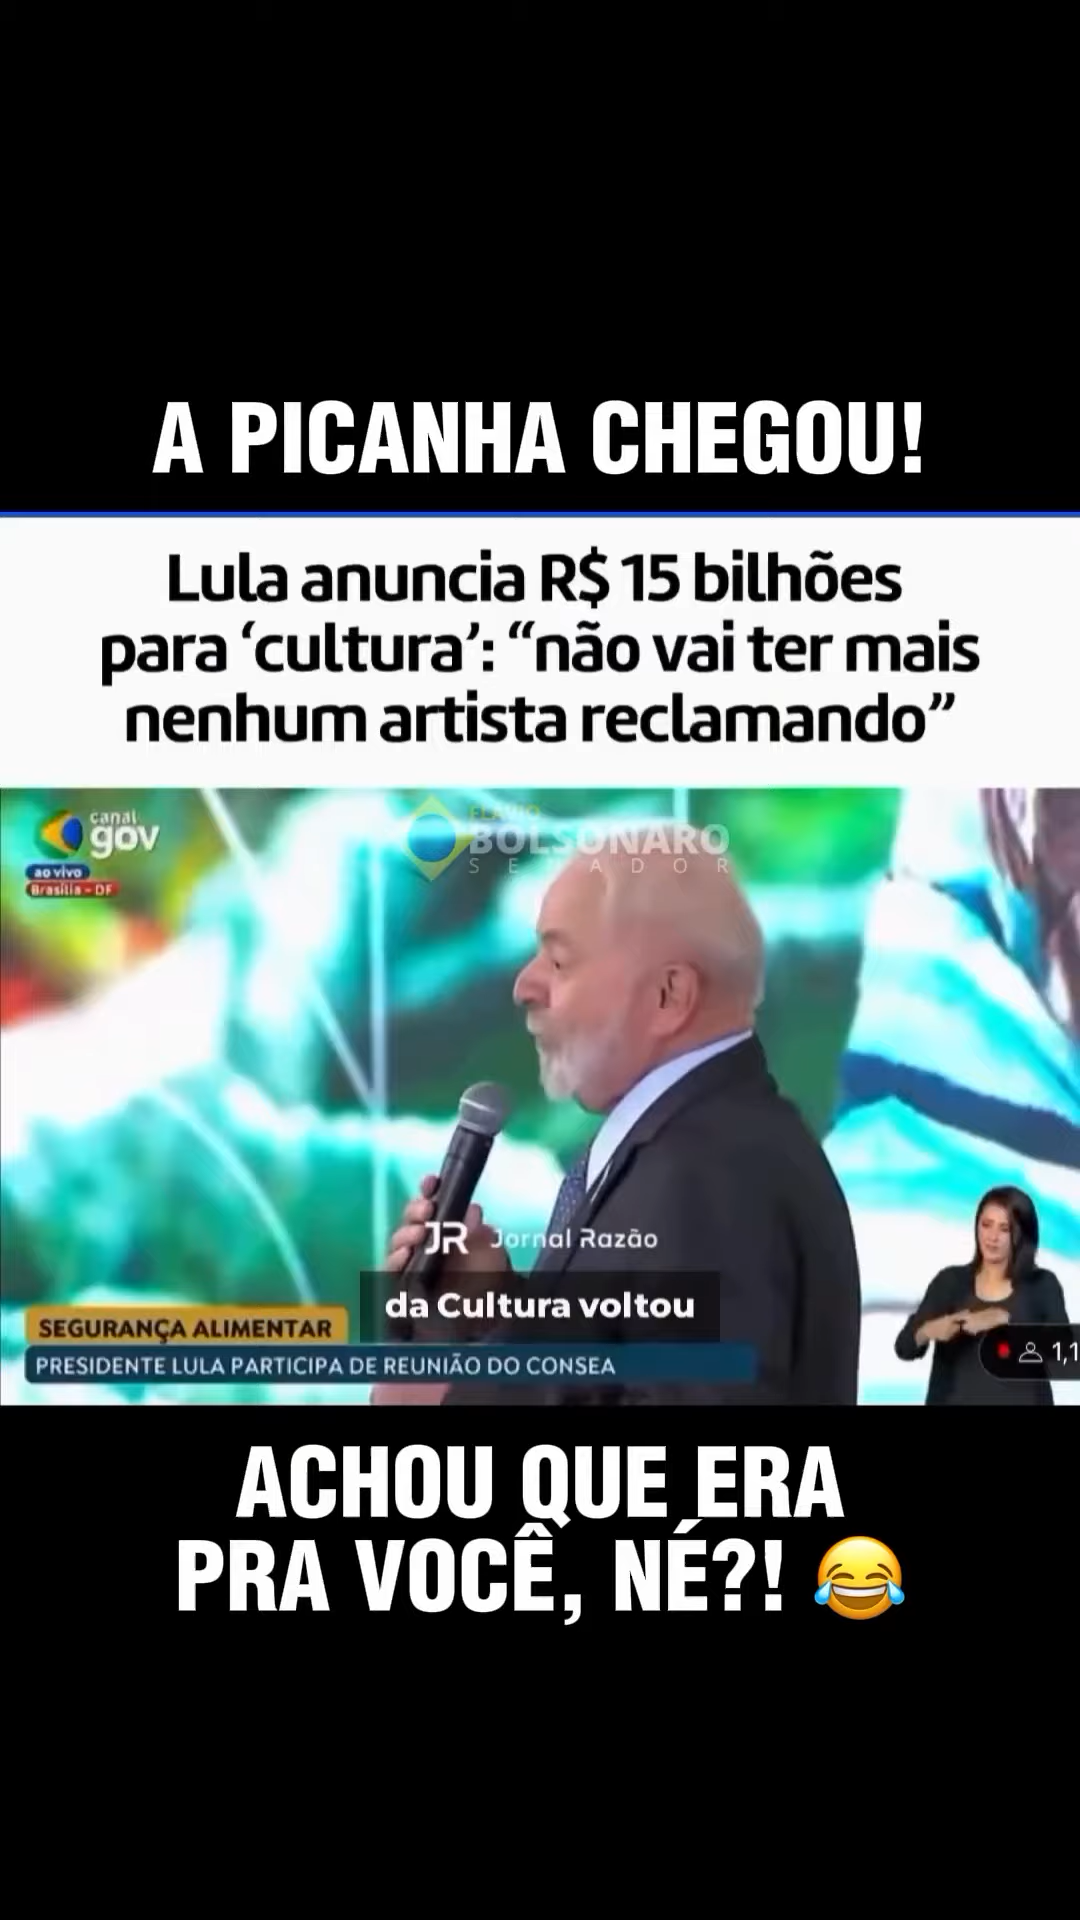 A PICANHA CHEGOU!
Lula anuncia R$ 15 bilhões
para ‘cultura’: “não vai ter mais
nenhum artista reclamando”
canal
gov
ao vivo
Brasília - DF
FLÁVIO
BOLSONARO
SENADOR
JR Jornal Razão
da Cultura voltou
SEGURANÇA ALIMENTAR
PRESIDENTE LULA PARTICIPA DE REUNIÃO DO CONSEA
1,1
ACHOU QUE ERA
PRA VOCÊ, NÉ?! 😂